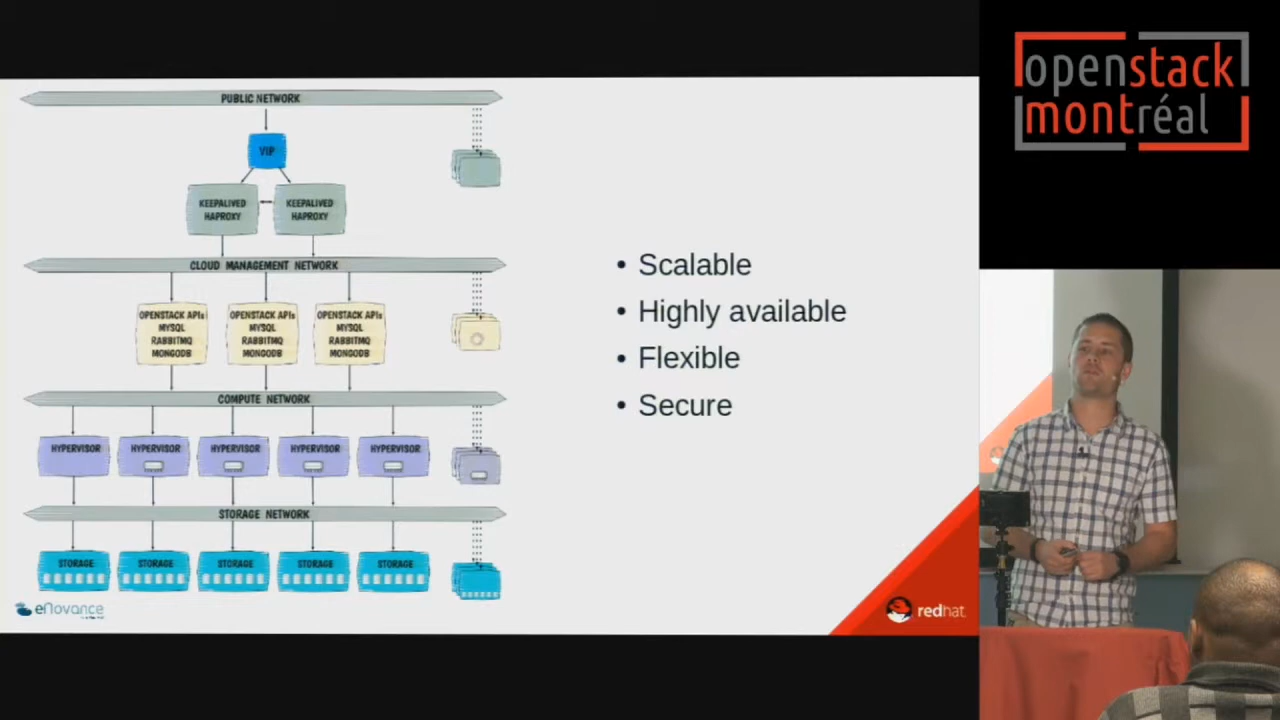 PUBLIC NETWORK
VIP
KEEPALIVED
HAPROXY
KEEPALIVED
HAPROXY
CLOUD MANAGEMENT NETWORK
OPENSTACK APIs
MYSQL
RABBITMQ
MONGODB
OPENSTACK APIs
MYSQL
RABBITMQ
MONGODB
OPENSTACK APIs
MYSQL
RABBITMQ
MONGODB
COMPUTE NETWORK
HYPERVISOR
HYPERVISOR
HYPERVISOR
HYPERVISOR
HYPERVISOR
STORAGE NETWORK
STORAGE
STORAGE
STORAGE
STORAGE
STORAGE
eNovance
• Scalable
• Highly available
• Flexible
• Secure
redhat
openstack
montréal